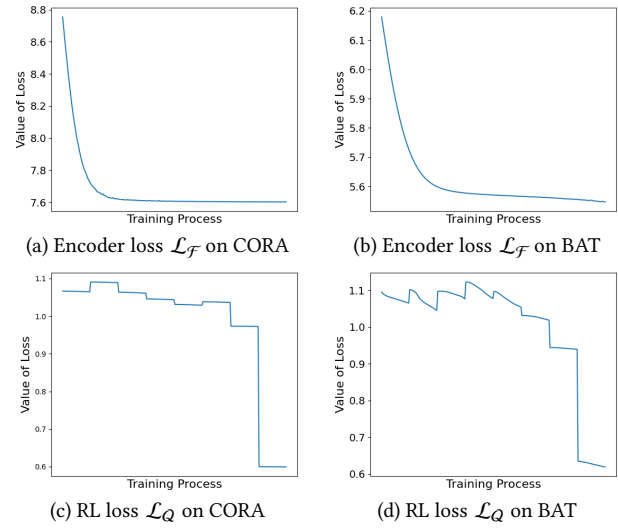 8.8
8.6
8.4
8.2
8.0
7.8
7.6
Value of Loss
Training Process
(a) Encoder loss ℒ_ℱ on CORA
6.2
6.1
6.0
5.9
5.8
5.7
5.6
Value of Loss
Training Process
(b) Encoder loss ℒ_ℱ on BAT
1.1
1.0
0.9
0.8
0.7
0.6
Value of Loss
Training Process
(c) RL loss ℒ_𝒬 on CORA
1.1
1.0
0.9
0.8
0.7
0.6
Value of Loss
Training Process
(d) RL loss ℒ_𝒬 on BAT